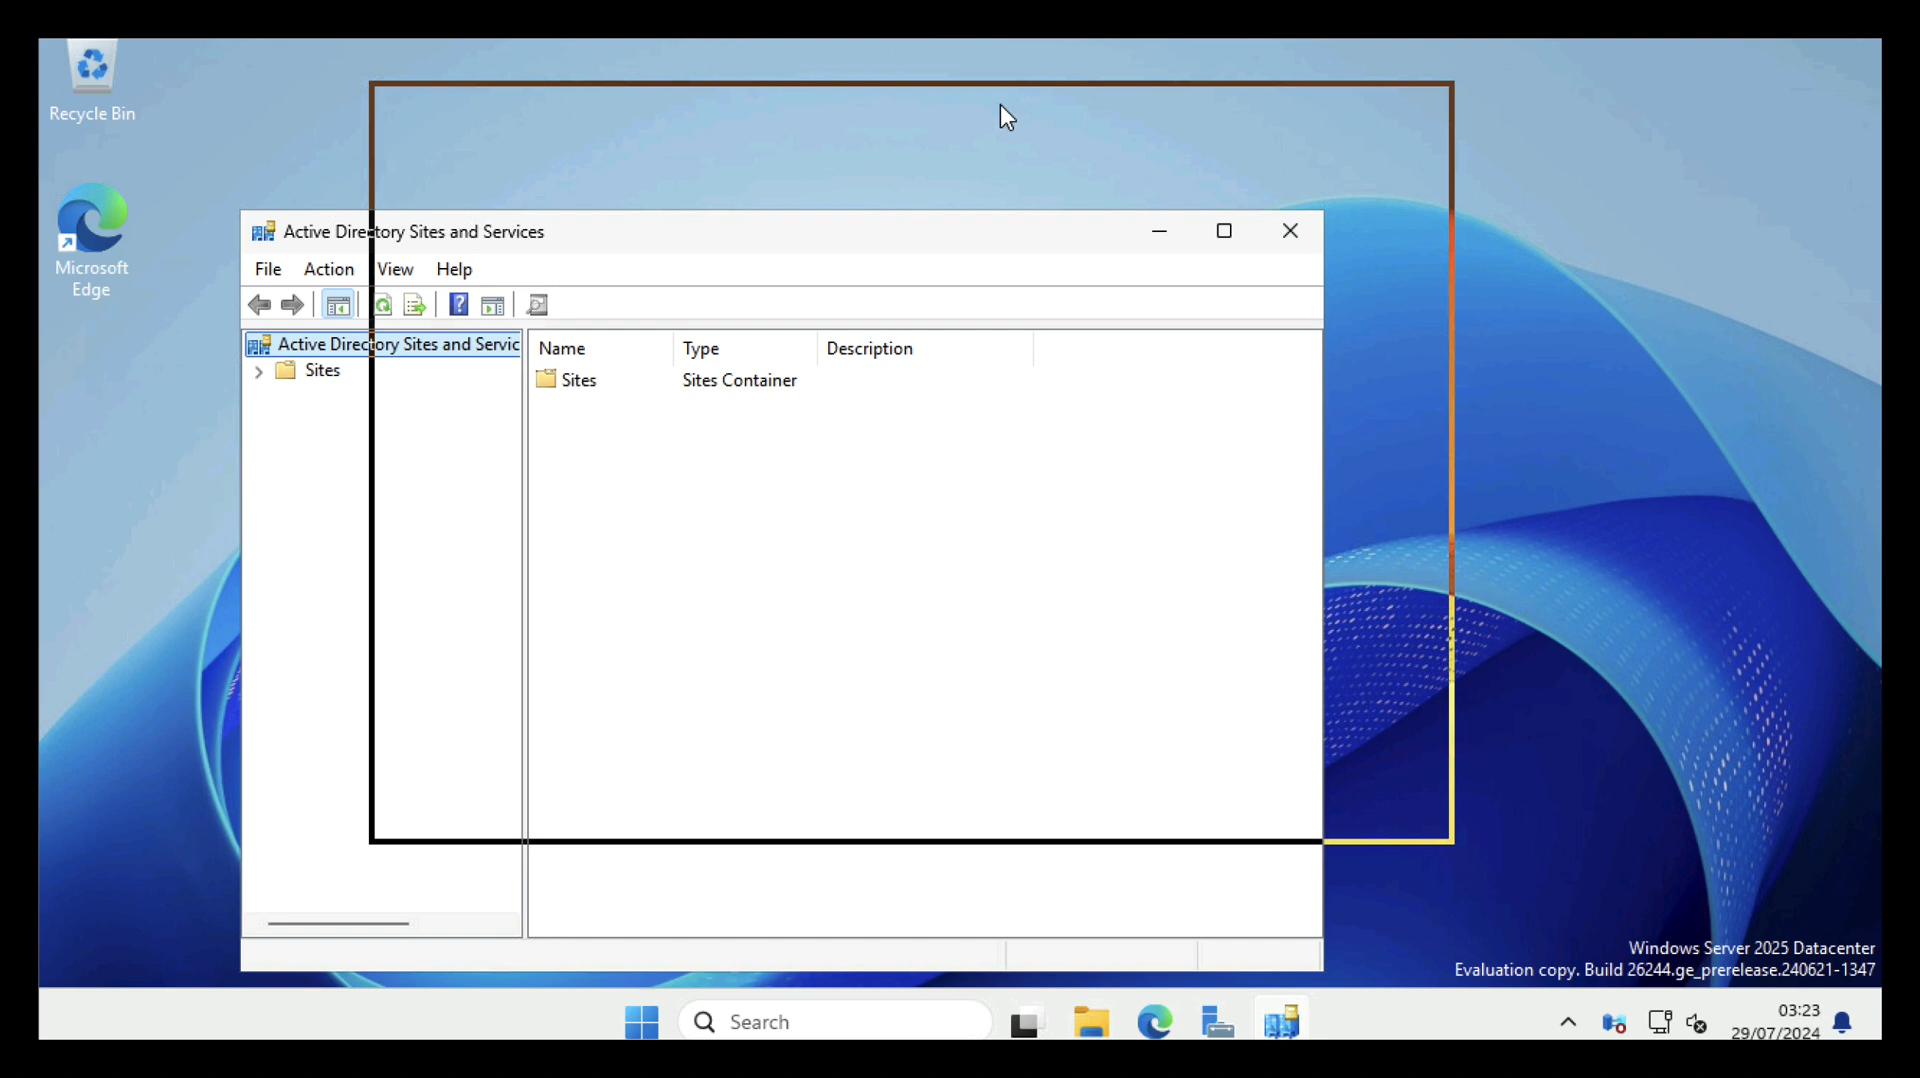 Recycle Bin
Microsoft
Edge
Active Directory Sites and Services
File Action View Help
Active Directory Sites and Servic
Sites
Name Type Description
Sites Sites Container
Windows Server 2025 Datacenter
Evaluation copy. Build 26244.ge_prerelease.240621-1347
Search
03:23
29/07/2024